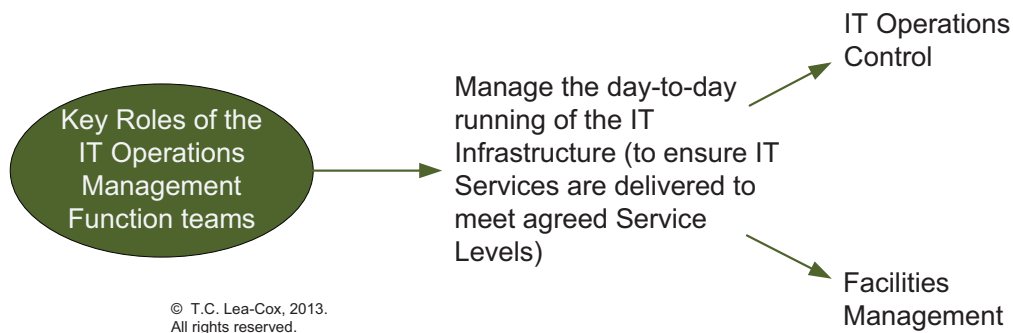 Key Roles of the
IT Operations
Management
Function teams
Manage the day-to-day
running of the IT
Infrastructure (to ensure IT
Services are delivered to
meet agreed Service
Levels)
IT Operations
Control
Facilities
Management
© T.C. Lea-Cox, 2013.
All rights reserved.